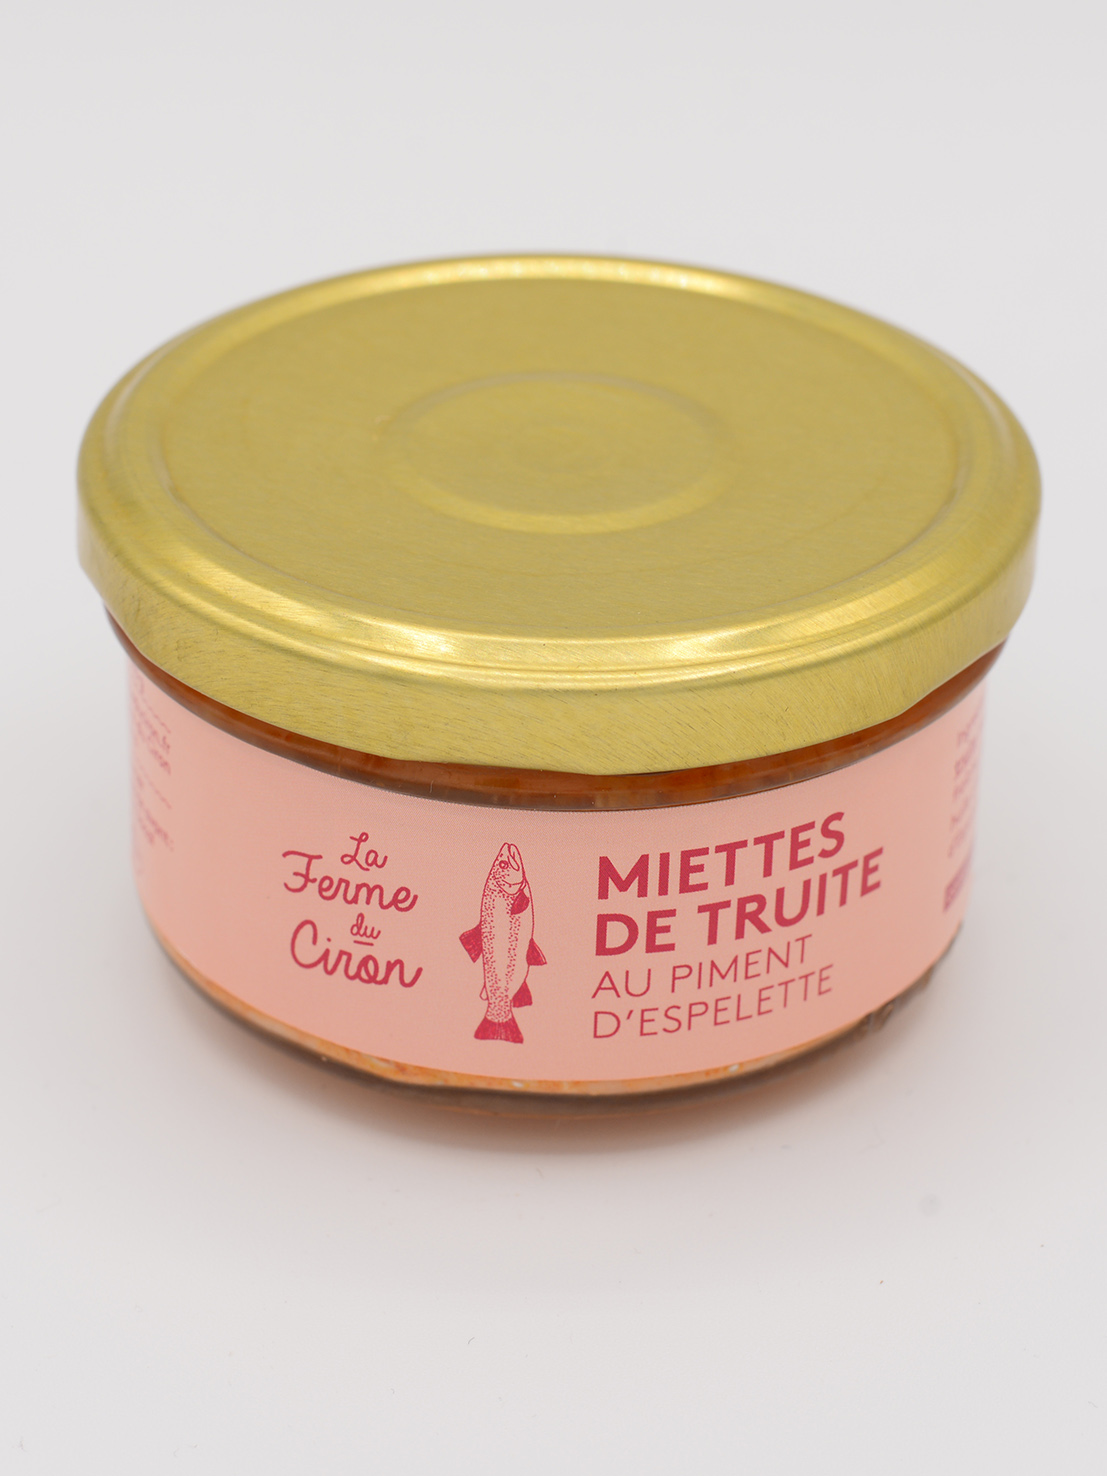 La
Ferme
du
Ciron
MIETTES
DE TRUITE
AU PIMENT
D'ESPELETTE